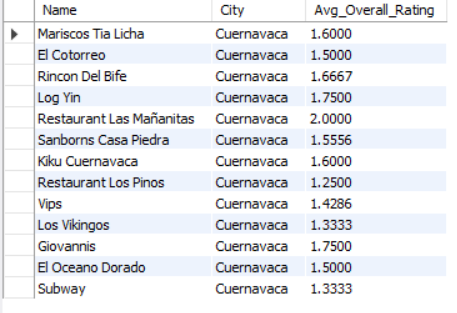 Name City Avg_Overall_Rating
Mariscos Tia Licha Cuernavaca 1.6000
El Cotorreo Cuernavaca 1.5000
Rincon Del Bife Cuernavaca 1.6667
Log Yin Cuernavaca 1.7500
Restaurant Las Mañanitas Cuernavaca 2.0000
Sanborns Casa Piedra Cuernavaca 1.5556
Kiku Cuernavaca Cuernavaca 1.6000
Restaurant Los Pinos Cuernavaca 1.2500
Vips Cuernavaca 1.4286
Los Vikingos Cuernavaca 1.3333
Giovannis Cuernavaca 1.7500
El Oceano Dorado Cuernavaca 1.5000
Subway Cuernavaca 1.3333